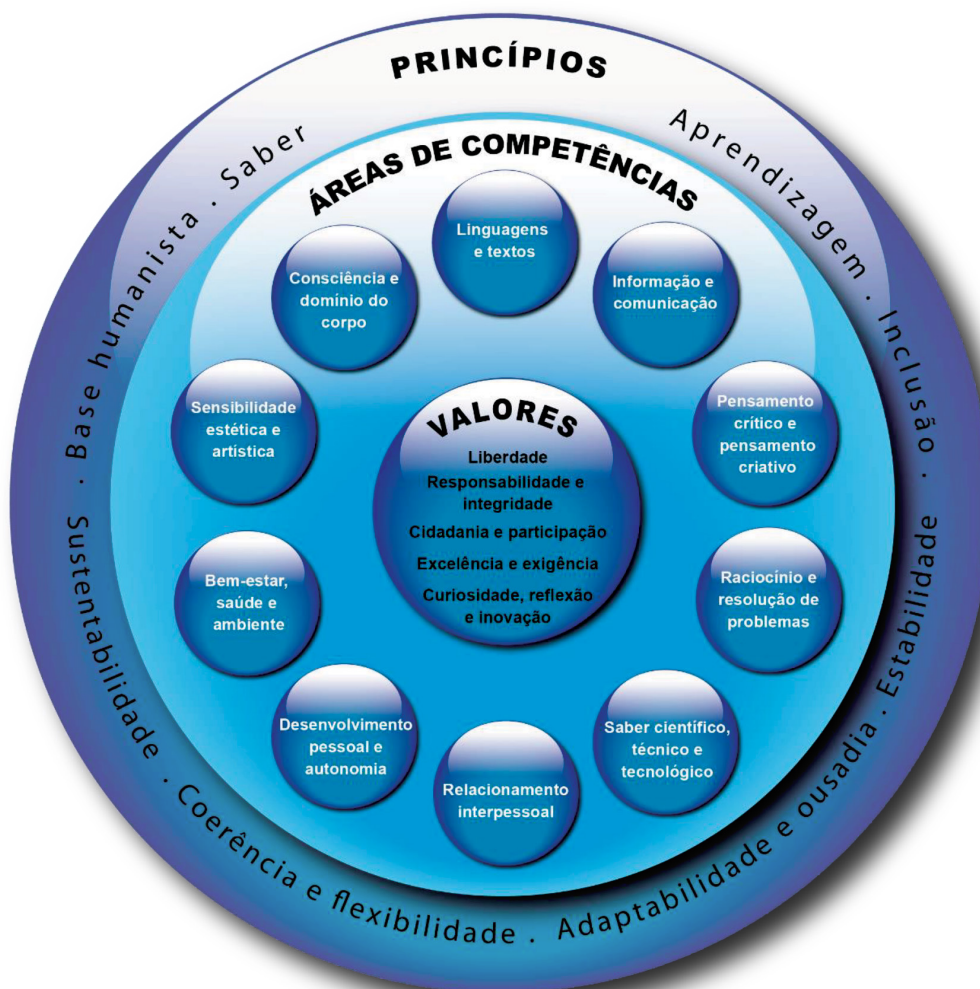 PRINCÍPIOS
Base humanista . Saber
Aprendizagem . Inclusão .
Estabilidade
Sustentabilidade . Coerência e flexibilidade . Adaptabilidade e ousadia .
ÁREAS DE COMPETÊNCIAS
Linguagens
e textos
Informação e
comunicação
Pensamento
crítico e
pensamento
criativo
Raciocínio e
resolução de
problemas
Saber científico,
técnico e
tecnológico
Relacionamento
interpessoal
Desenvolvimento
pessoal e
autonomia
Bem-estar,
saúde e
ambiente
Sensibilidade
estética e
artística
Consciência e
domínio do
corpo
VALORES
Liberdade
Responsabilidade e
integridade
Cidadania e participação
Excelência e exigência
Curiosidade, reflexão
e inovação